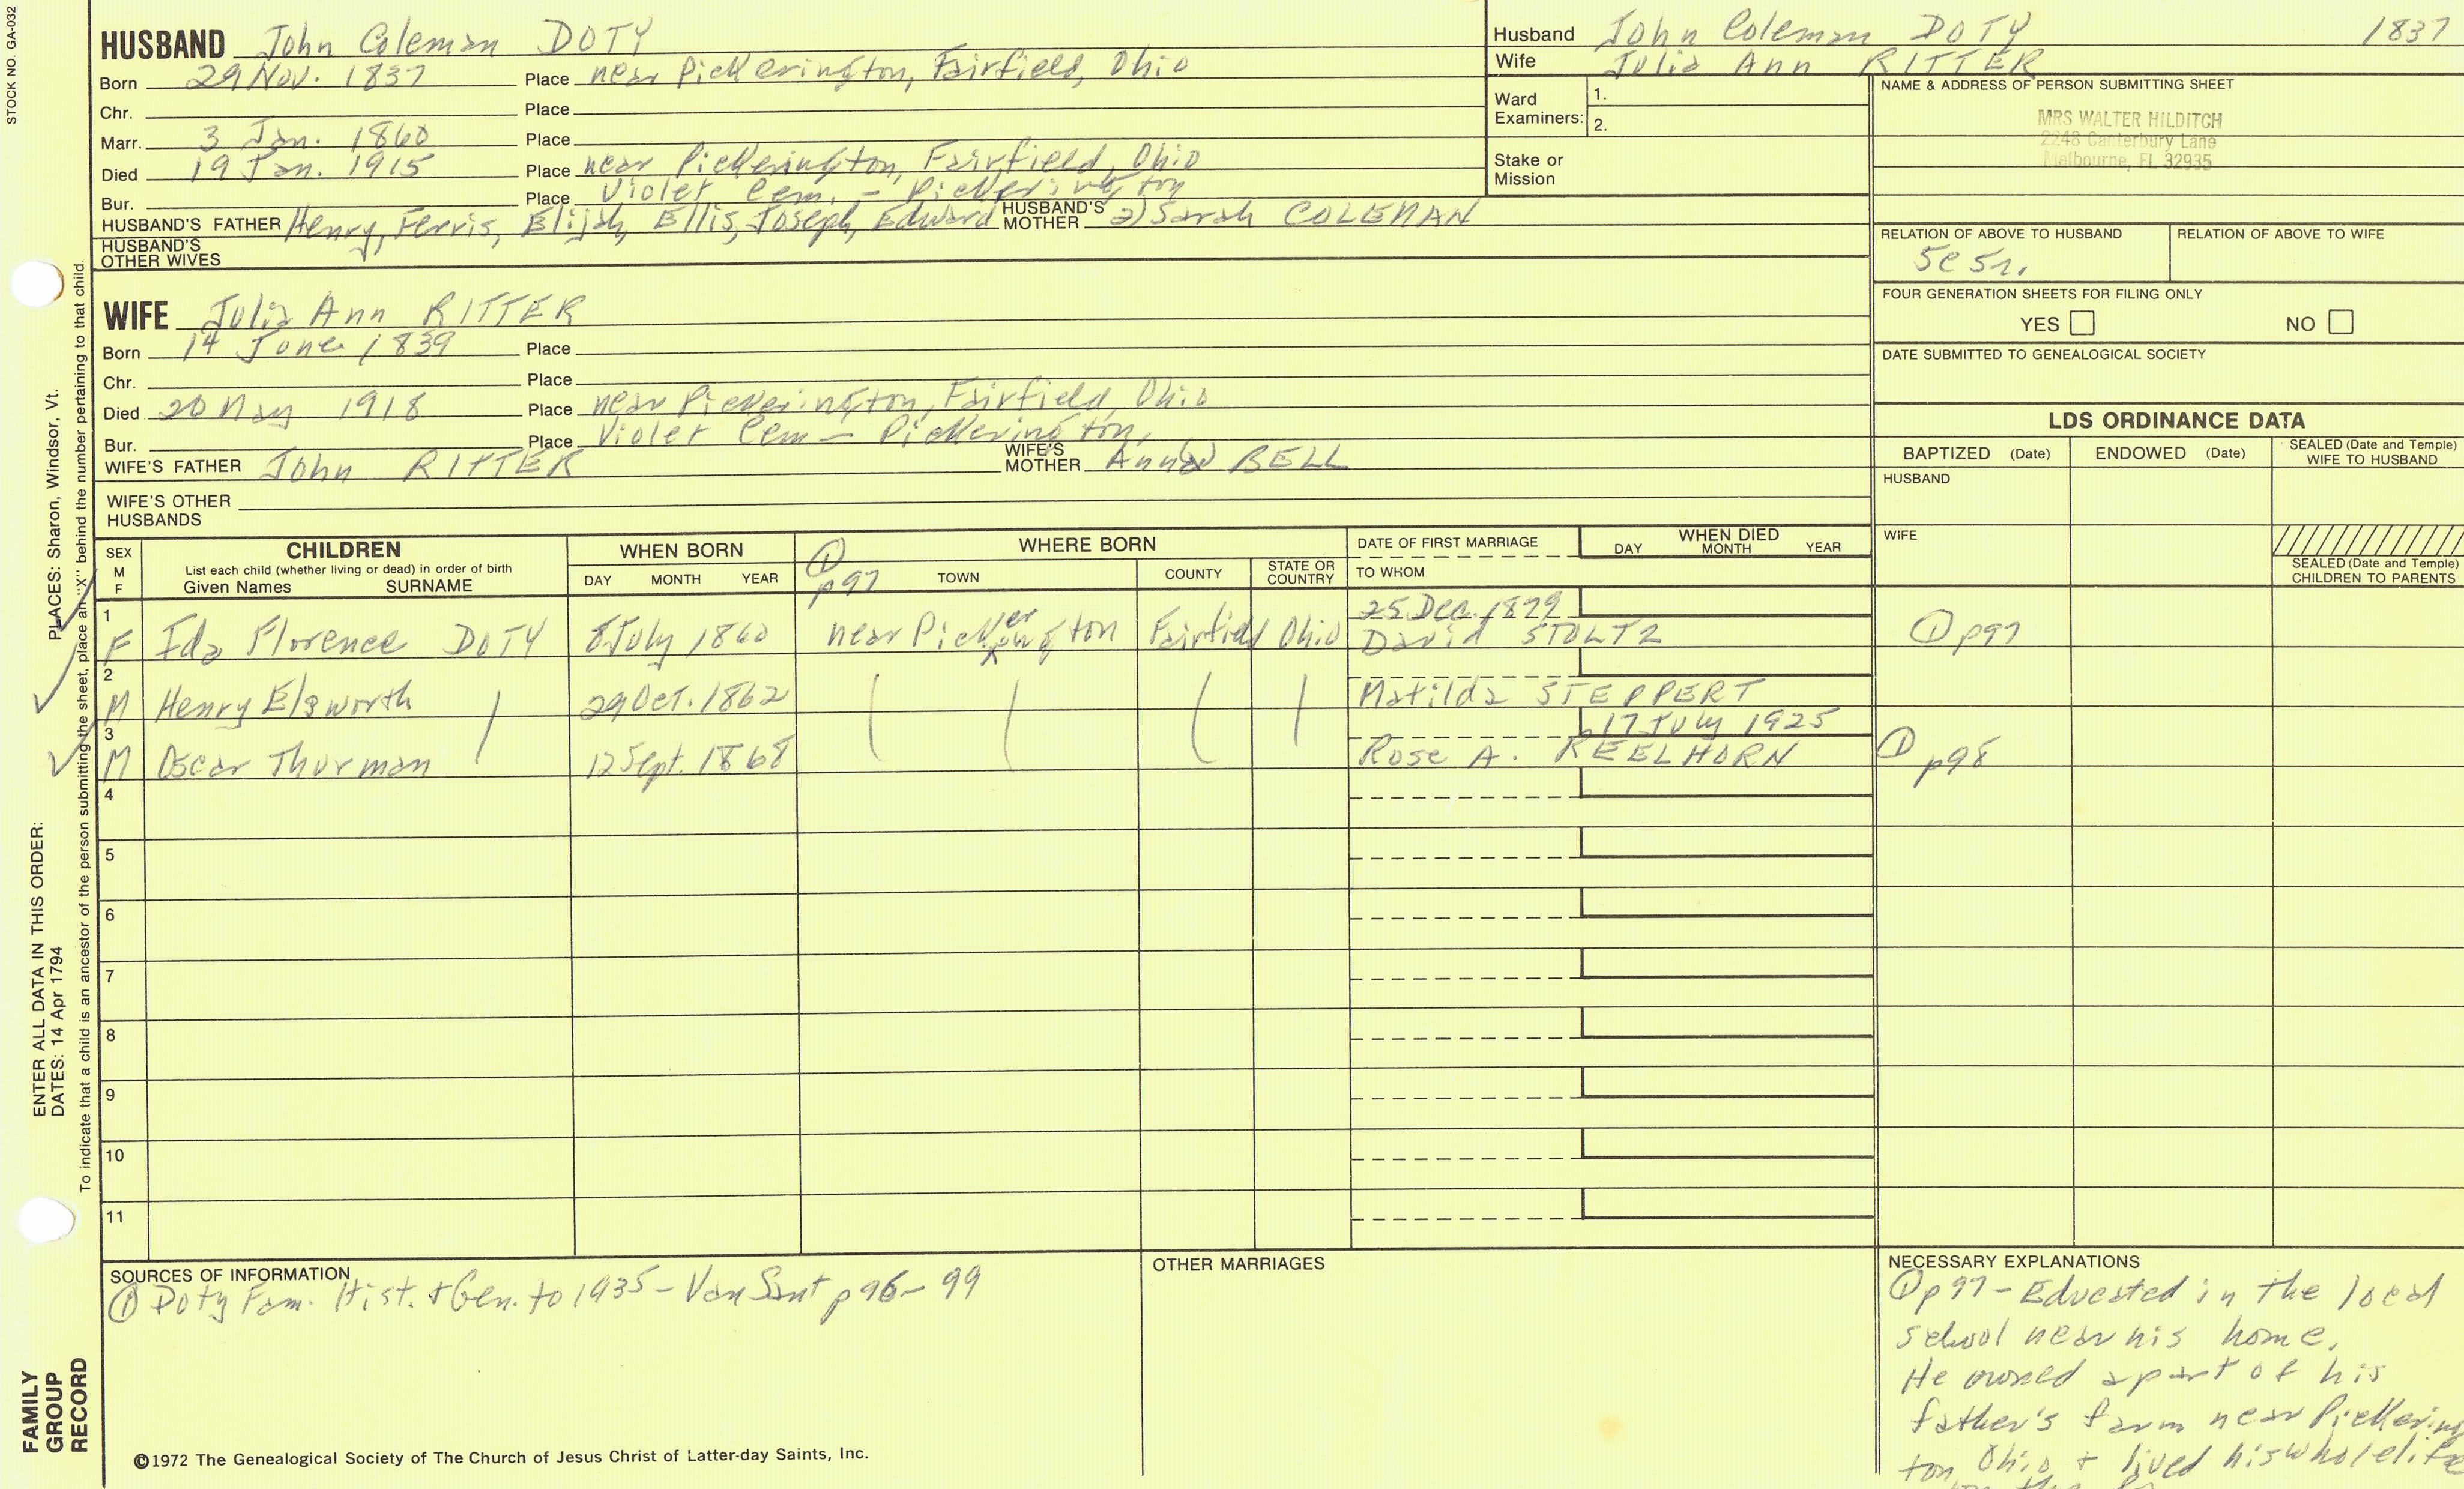 STOCK NO. GA-032
HUSBAND John Coleman DOTY
Born 29 Nov. 1837 Place near Pickerington, Fairfield, Ohio
Chr. Place
Marr. 3 Jan. 1860 Place
Died 19 Jan. 1915 Place near Pickerington, Fairfield, Ohio
Bur. Place Violet Cem. - Pickerington
HUSBAND'S FATHER Henry, Ferris, Elijah, Ellis, Joseph, Edward HUSBAND'S MOTHER 2) Sarah COLEMAN
HUSBAND'S OTHER WIVES
WIFE Julia Ann RITTER
Born 14 June 1839 Place
Chr. Place
Died 20 May 1918 Place near Pickerington, Fairfield, Ohio
Bur. Place Violet Cem - Pickerington,
WIFE'S FATHER John RITTER WIFE'S MOTHER Ann(a) BELL
WIFE'S OTHER HUSBANDS
Husband John Coleman DOTY 1837
Wife Julia Ann RITTER
Ward Examiners: 1.
2.
Stake or Mission
NAME & ADDRESS OF PERSON SUBMITTING SHEET
MRS WALTER HILDITCH
2248 Canterbury Lane
Melbourne, FL 32935
RELATION OF ABOVE TO HUSBAND RELATION OF ABOVE TO WIFE
5c5r.
FOUR GENERATION SHEETS FOR FILING ONLY
YES NO
DATE SUBMITTED TO GENEALOGICAL SOCIETY
LDS ORDINANCE DATA
BAPTIZED (Date) ENDOWED (Date) SEALED (Date and Temple) WIFE TO HUSBAND
HUSBAND
WIFE
SEALED (Date and Temple) CHILDREN TO PARENTS
SEX M F
CHILDREN
List each child (whether living or dead) in order of birth
Given Names SURNAME
WHEN BORN
DAY MONTH YEAR
① p97
WHERE BORN
TOWN COUNTY STATE OR COUNTRY
DATE OF FIRST MARRIAGE
TO WHOM
WHEN DIED
DAY MONTH YEAR
1 25 Dec. 1879
F Ida Florence DOTY 8 July 1860 near Pickerington Fairfield Ohio David STOLTZ ① p97
2
M Henry Elsworth 29 Oct. 1862 Matilda STEPPERT
3 17 July 1925
M Oscar Thurman 12 Sept. 1868 Rose A. REELHORN ① p98
4
5
6
7
8
9
10
11
SOURCES OF INFORMATION
① Doty Fam. Hist. + Gen. to 1935 - Van Sant p 96 - 99
OTHER MARRIAGES
NECESSARY EXPLANATIONS
① p97 - Educated in the local
school near his home.
He owned a part of his
father's farm near Pickering
ton, Ohio + lived his whole life
©1972 The Genealogical Society of The Church of Jesus Christ of Latter-day Saints, Inc.
FAMILY GROUP RECORD
ENTER ALL DATA IN THIS ORDER:
DATES: 14 Apr 1794
PLACES: Sharon, Windsor, Vt.
To indicate that a child is an ancestor of the person submitting the sheet, place an "X" behind the number pertaining to that child.